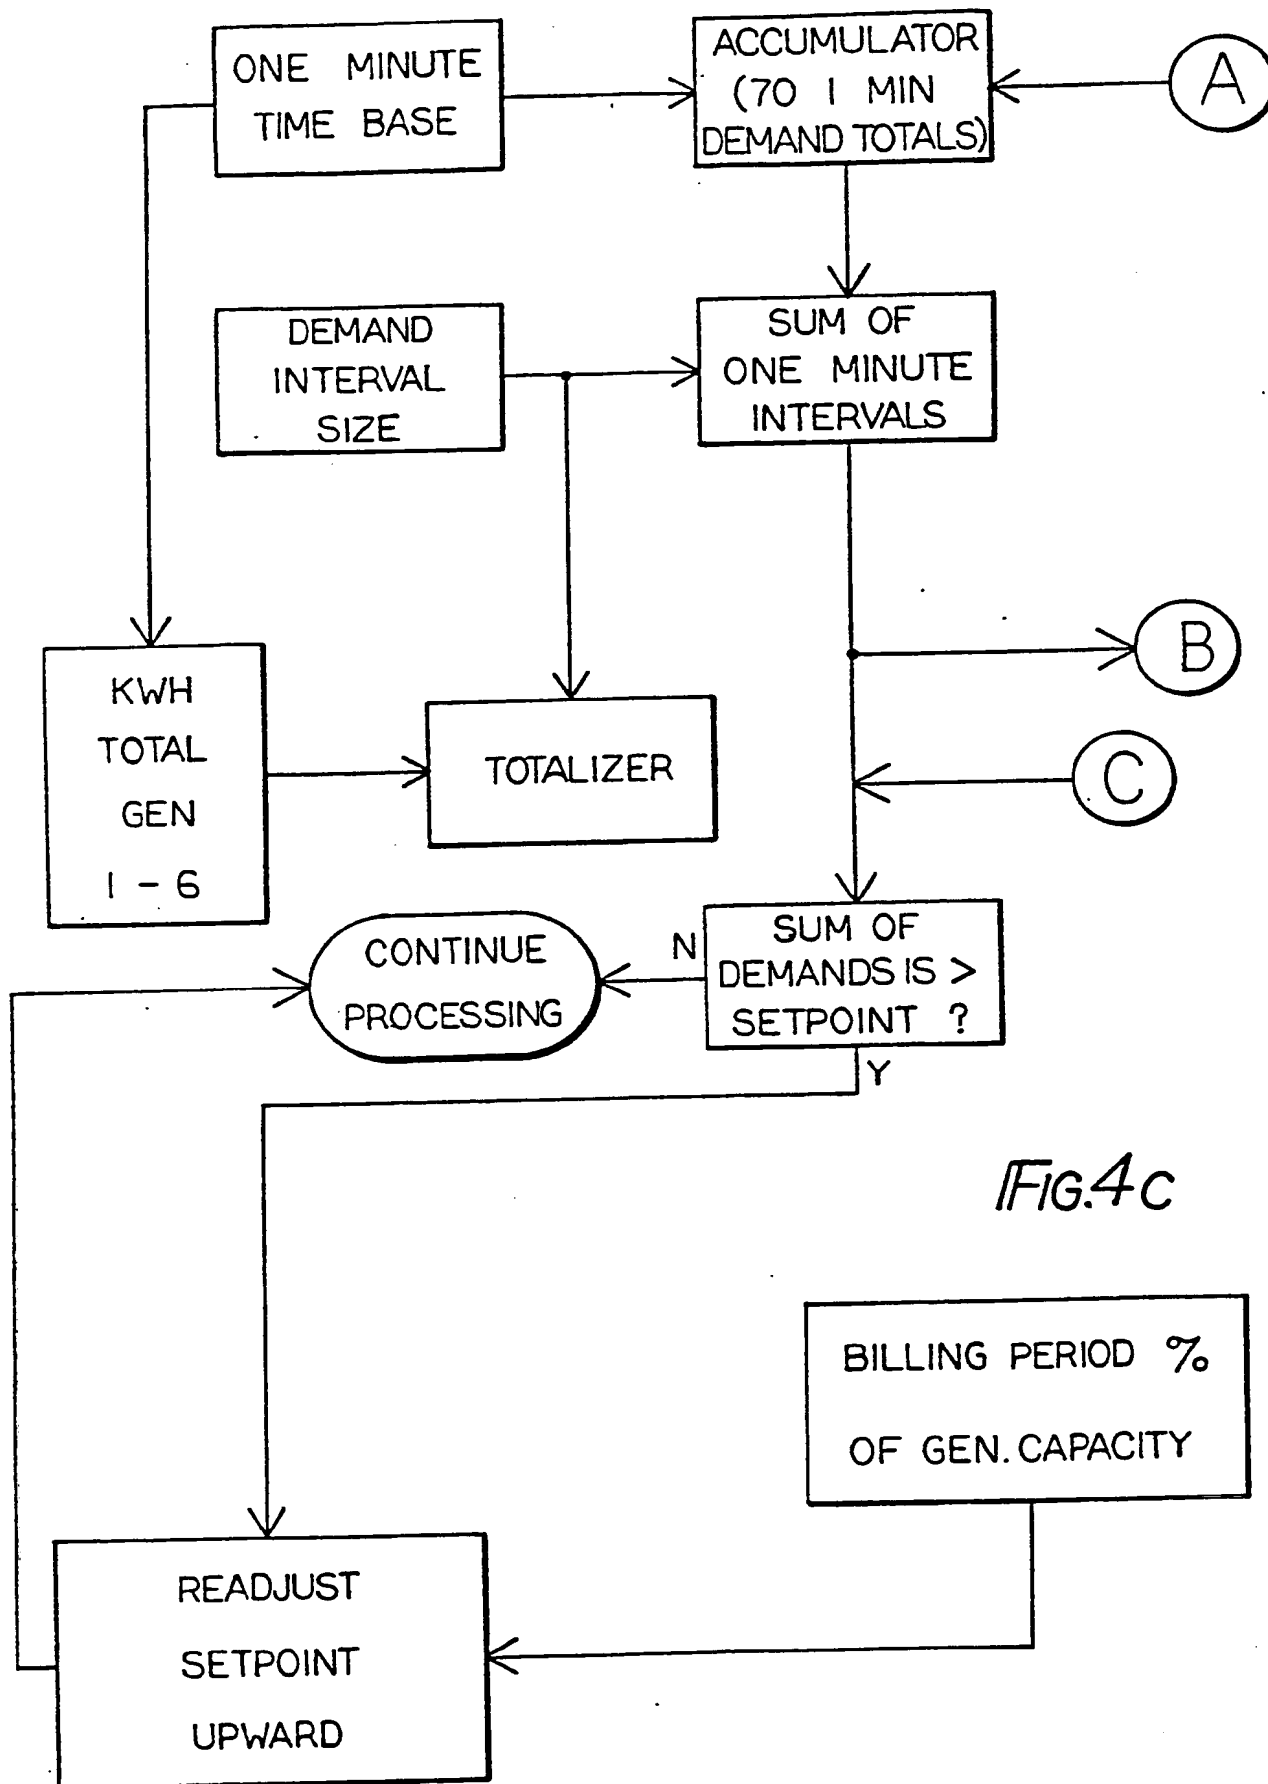 ONE MINUTE
TIME BASE
ACCUMULATOR
(70 1 MIN
DEMAND TOTALS)
A
DEMAND
INTERVAL
SIZE
SUM OF
ONE MINUTE
INTERVALS
B
KWH
TOTAL
GEN
1 - 6
TOTALIZER
C
CONTINUE
PROCESSING
N
SUM OF
DEMANDS IS >
SETPOINT ?
Y
FIG. 4C
BILLING PERIOD %
OF GEN. CAPACITY
READJUST
SETPOINT
UPWARD